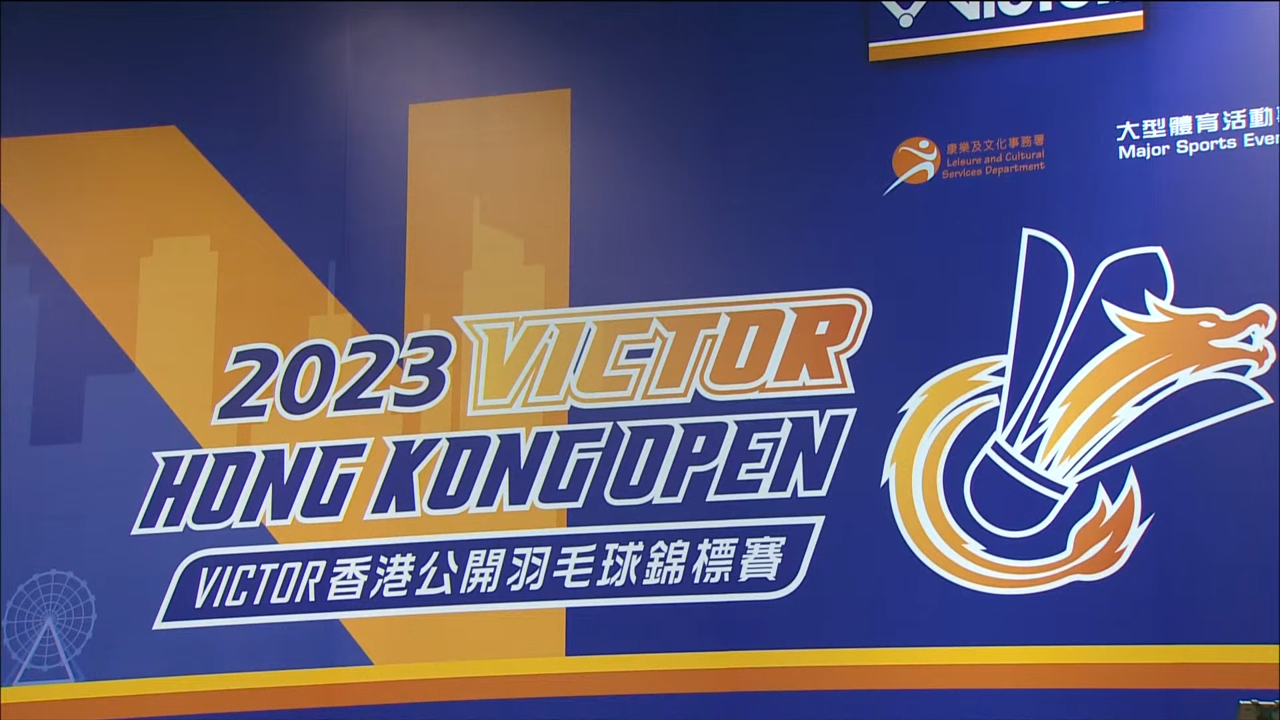 VICTOR
康樂及文化事務署
Leisure and Cultural
Services Department
大型體育活動
Major Sports
2023 VICTOR
HONG KONG OPEN
VICTOR香港公開羽毛球錦標賽